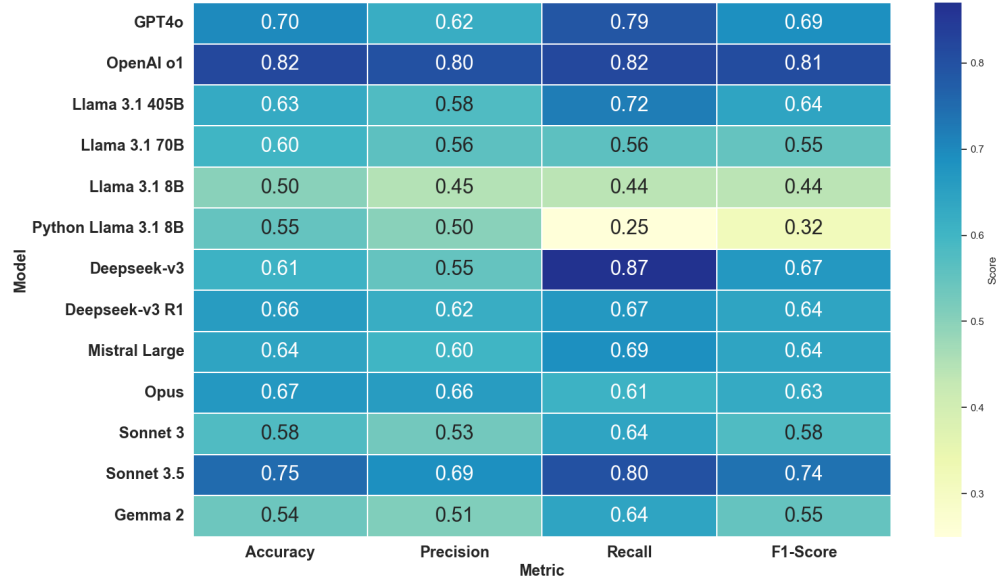 GPT4o 0.70 0.62 0.79 0.69
OpenAI o1 0.82 0.80 0.82 0.81
Llama 3.1 405B 0.63 0.58 0.72 0.64
Llama 3.1 70B 0.60 0.56 0.56 0.55
Llama 3.1 8B 0.50 0.45 0.44 0.44
Python Llama 3.1 8B 0.55 0.50 0.25 0.32
Deepseek-v3 0.61 0.55 0.87 0.67
Deepseek-v3 R1 0.66 0.62 0.67 0.64
Mistral Large 0.64 0.60 0.69 0.64
Opus 0.67 0.66 0.61 0.63
Sonnet 3 0.58 0.53 0.64 0.58
Sonnet 3.5 0.75 0.69 0.80 0.74
Gemma 2 0.54 0.51 0.64 0.55
Accuracy Precision Recall F1-Score
Metric
Model
0.8
0.7
0.6
0.5
0.4
0.3
Score